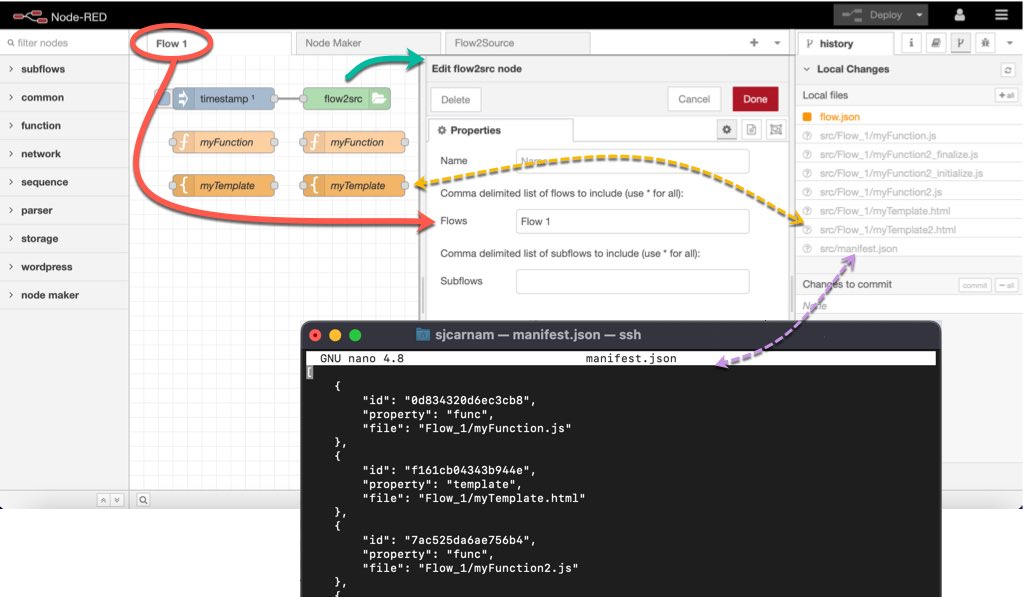 Node-RED
Deploy
filter nodes
subflows
common
function
network
sequence
parser
storage
wordpress
node maker
Flow 1
Node Maker
Flow2Source
timestamp ¹
flow2src
myFunction
myFunction
myTemplate
myTemplate
Edit flow2src node
Delete
Cancel
Done
Properties
Name
Name
Comma delimited list of flows to include (use * for all):
Flows
Flow 1
Comma delimited list of subflows to include (use * for all):
Subflows
history
Local Changes
Local files
+ all
flow.json
src/Flow_1/myFunction.js
src/Flow_1/myFunction2_finalize.js
src/Flow_1/myFunction2_initialize.js
src/Flow_1/myFunction2.js
src/Flow_1/myTemplate.html
src/Flow_1/myTemplate2.html
src/manifest.json
Changes to commit
commit
− all
None
sjcarnam — manifest.json — ssh
GNU nano 4.8 manifest.json
[
{
"id": "0d834320d6ec3cb8",
"property": "func",
"file": "Flow_1/myFunction.js"
},
{
"id": "f161cb04343b944e",
"property": "template",
"file": "Flow_1/myTemplate.html"
},
{
"id": "7ac525da6ae756b4",
"property": "func",
"file": "Flow_1/myFunction2.js"
},
{